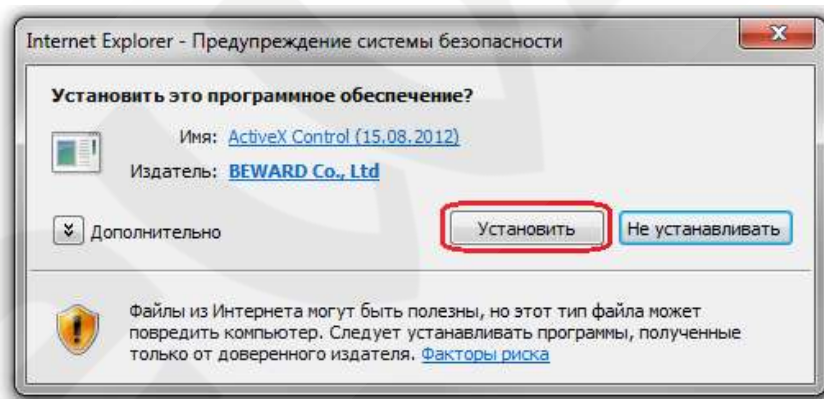 Internet Explorer - Предупреждение системы безопасности
Установить это программное обеспечение?
Имя: ActiveX Control (15.08.2012)
Издатель: BEWARD Co., Ltd
Дополнительно
Установить
Не устанавливать
Файлы из Интернета могут быть полезны, но этот тип файла может
повредить компьютер. Следует устанавливать программы, полученные
только от доверенного издателя. Факторы риска